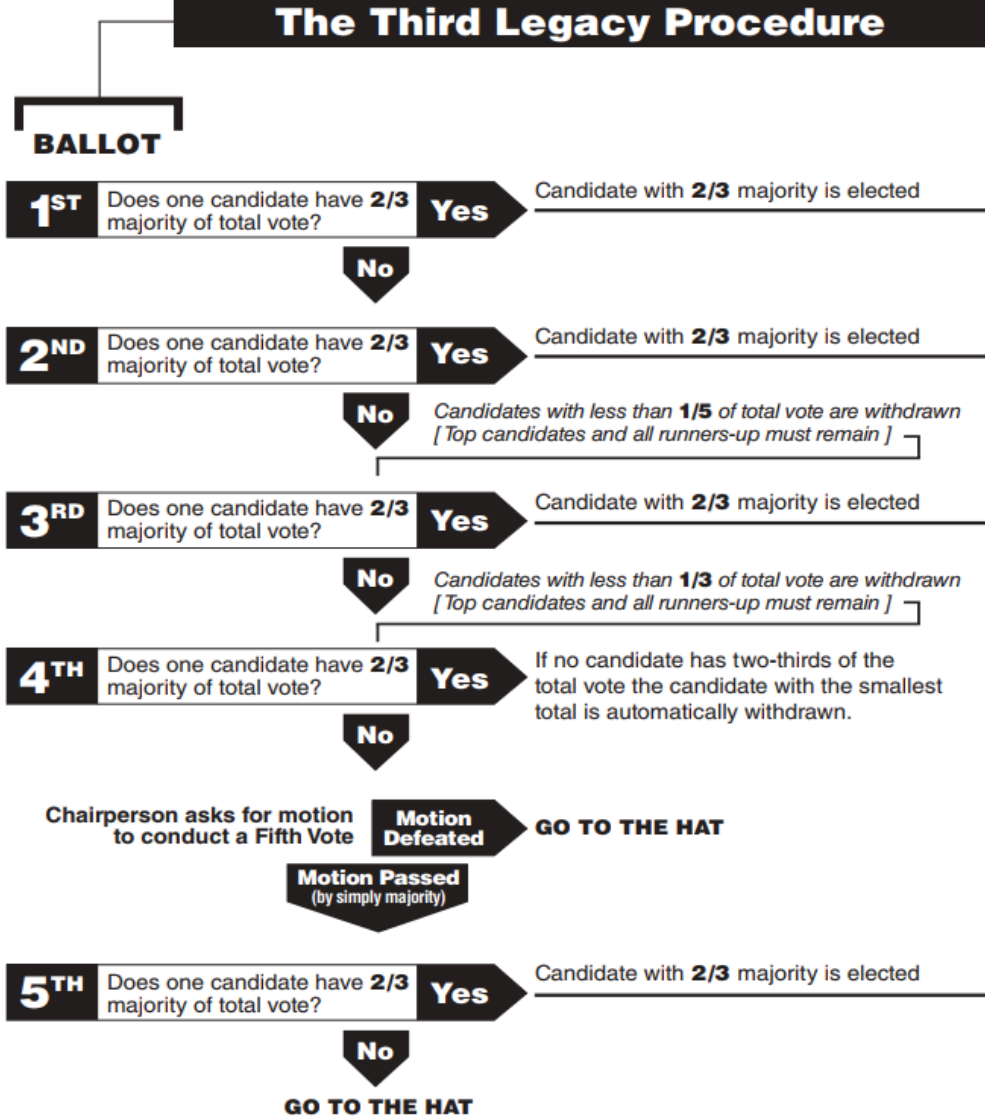 The Third Legacy Procedure
BALLOT
1ST
Does one candidate have 2/3
majority of total vote?
Yes
Candidate with 2/3 majority is elected
No
2ND
Does one candidate have 2/3
majority of total vote?
Yes
Candidate with 2/3 majority is elected
No
Candidates with less than 1/5 of total vote are withdrawn
[ Top candidates and all runners-up must remain ]
3RD
Does one candidate have 2/3
majority of total vote?
Yes
Candidate with 2/3 majority is elected
No
Candidates with less than 1/3 of total vote are withdrawn
[ Top candidates and all runners-up must remain ]
4TH
Does one candidate have 2/3
majority of total vote?
Yes
If no candidate has two-thirds of the
total vote the candidate with the smallest
total is automatically withdrawn.
No
Chairperson asks for motion
to conduct a Fifth Vote
Motion
Defeated
GO TO THE HAT
Motion Passed
(by simply majority)
5TH
Does one candidate have 2/3
majority of total vote?
Yes
Candidate with 2/3 majority is elected
No
GO TO THE HAT